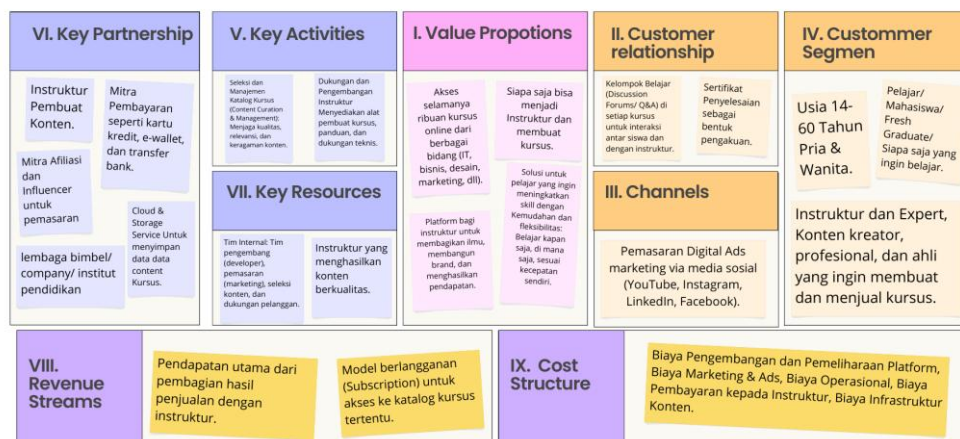 VI. Key Partnership
Instruktur
Pembuat
Konten.
Mitra
Pembayaran
seperti kartu
kredit, e-wallet,
dan transfer
bank.
Mitra Afiliasi
dan
Influencer
untuk
pemasaran
Cloud &
Storage
Service Untuk
menyimpan
data data
content
Kursus.
lembaga bimbel/
company/ institut
pendidikan
V. Key Activities
Seleksi dan
Manajemen
Katalog Kursus
(Content Curation
& Management):
Menjaga kualitas,
relevansi, dan
keragaman konten.
Dukungan dan
Pengembangan
Instruktur
Menyediakan alat
pembuat kursus,
panduan, dan
dukungan teknis.
VII. Key Resources
Tim Internal: Tim
pengembang
(developer),
pemasaran
(marketing), seleksi
konten, dan
dukungan pelanggan.
Instruktur yang
menghasilkan
konten
berkualitas.
I. Value Propotions
Akses
selamanya
ribuan kursus
online dari
berbagai
bidang (IT,
bisnis, desain,
marketing, dll).
Siapa saja bisa
menjadi
Instruktur dan
membuat
kursus.
Platform bagi
instruktur untuk
membagikan ilmu,
membangun
brand, dan
menghasilkan
pendapatan.
Solusi untuk
pelajar yang ingin
meningkatkan
skill dengan
Kemudahan dan
fleksibilitas:
Belajar kapan
saja, di mana
saja, sesuai
kecepatan
sendiri.
II. Customer
relationship
Kelompok Belajar
(Discussion
Forums/ Q&A) di
setiap kursus
untuk interaksi
antar siswa dan
dengan instruktur.
Sertifikat
Penyelesaian
sebagai
bentuk
pengakuan.
III. Channels
Pemasaran Digital Ads
marketing via media sosial
(YouTube, Instagram,
LinkedIn, Facebook).
IV. Custommer
Segmen
Usia 14-
60 Tahun
Pria &
Wanita.
Pelajar/
Mahasiswa/
Fresh
Graduate/
Siapa saja yang
ingin belajar.
Instruktur dan Expert,
Konten kreator,
profesional, dan ahli
yang ingin membuat
dan menjual kursus.
VIII.
Revenue
Streams
Pendapatan utama dari
pembagian hasil
penjualan dengan
instruktur.
Model berlangganan
(Subscription) untuk
akses ke katalog kursus
tertentu.
IX. Cost
Structure
Biaya Pengembangan dan Pemeliharaan Platform,
Biaya Marketing & Ads, Biaya Operasional, Biaya
Pembayaran kepada Instruktur, Biaya Infrastruktur
Konten.